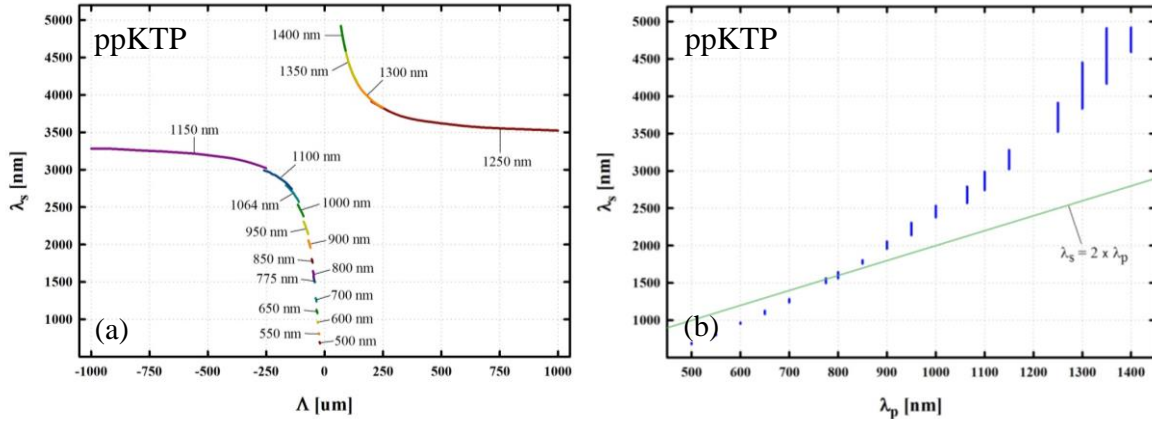 ppKTP
(a)
λs [nm]
5000
4500
4000
3500
3000
2500
2000
1500
1000
-1000
-750
-500
-250
0
250
500
750
1000
Λ [um]
1400 nm
1350 nm
1300 nm
1250 nm
1150 nm
1100 nm
1064 nm
1000 nm
950 nm
900 nm
850 nm
800 nm
775 nm
700 nm
650 nm
600 nm
550 nm
500 nm
ppKTP
(b)
λs [nm]
5000
4500
4000
3500
3000
2500
2000
1500
1000
500
600
700
800
900
1000
1100
1200
1300
1400
λp [nm]
λs = 2 x λp